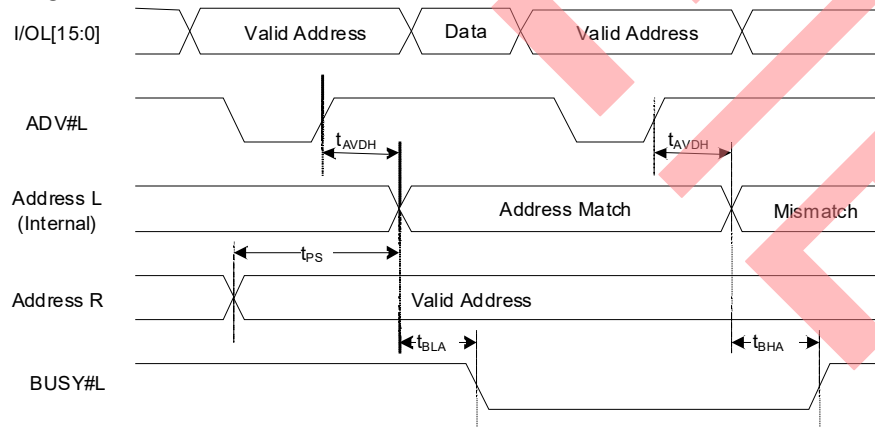 I/OL[15:0]
Valid Address
Data
Valid Address
ADV#L
tAVDH
tAVDH
Address L
(Internal)
Address Match
Mismatch
tPS
Address R
Valid Address
tBLA
tBHA
BUSY#L